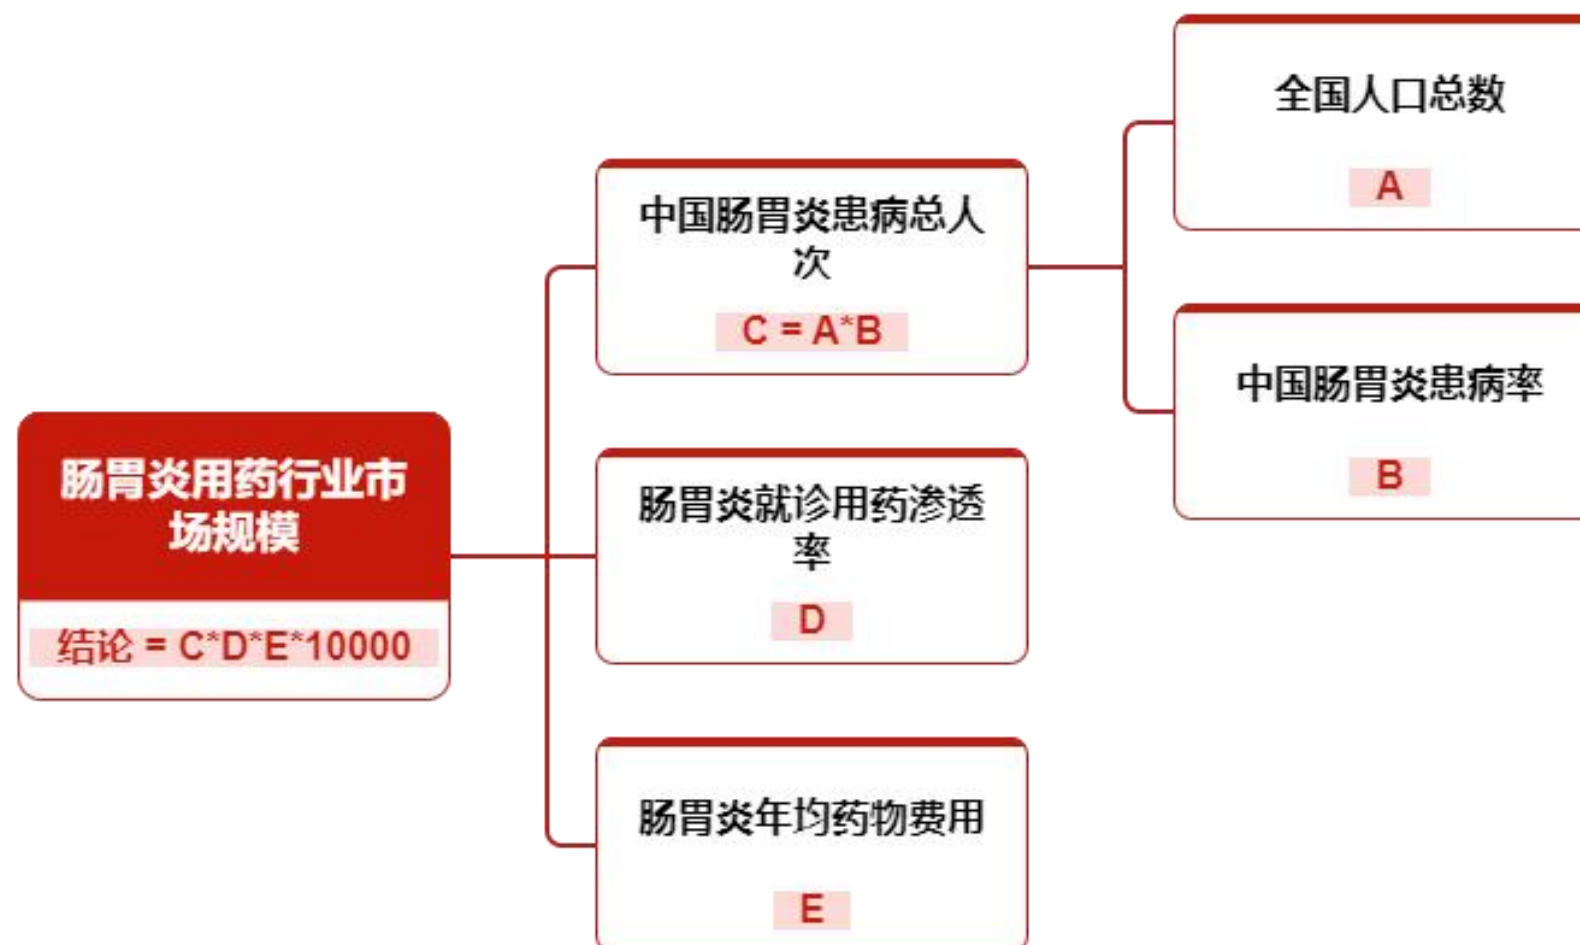 肠胃炎用药行业市
场规模
结论 = C*D*E*10000
中国肠胃炎患病总人
次
C = A*B
肠胃炎就诊用药渗透
率
D
肠胃炎年均药物费用
E
全国人口总数
A
中国肠胃炎患病率
B